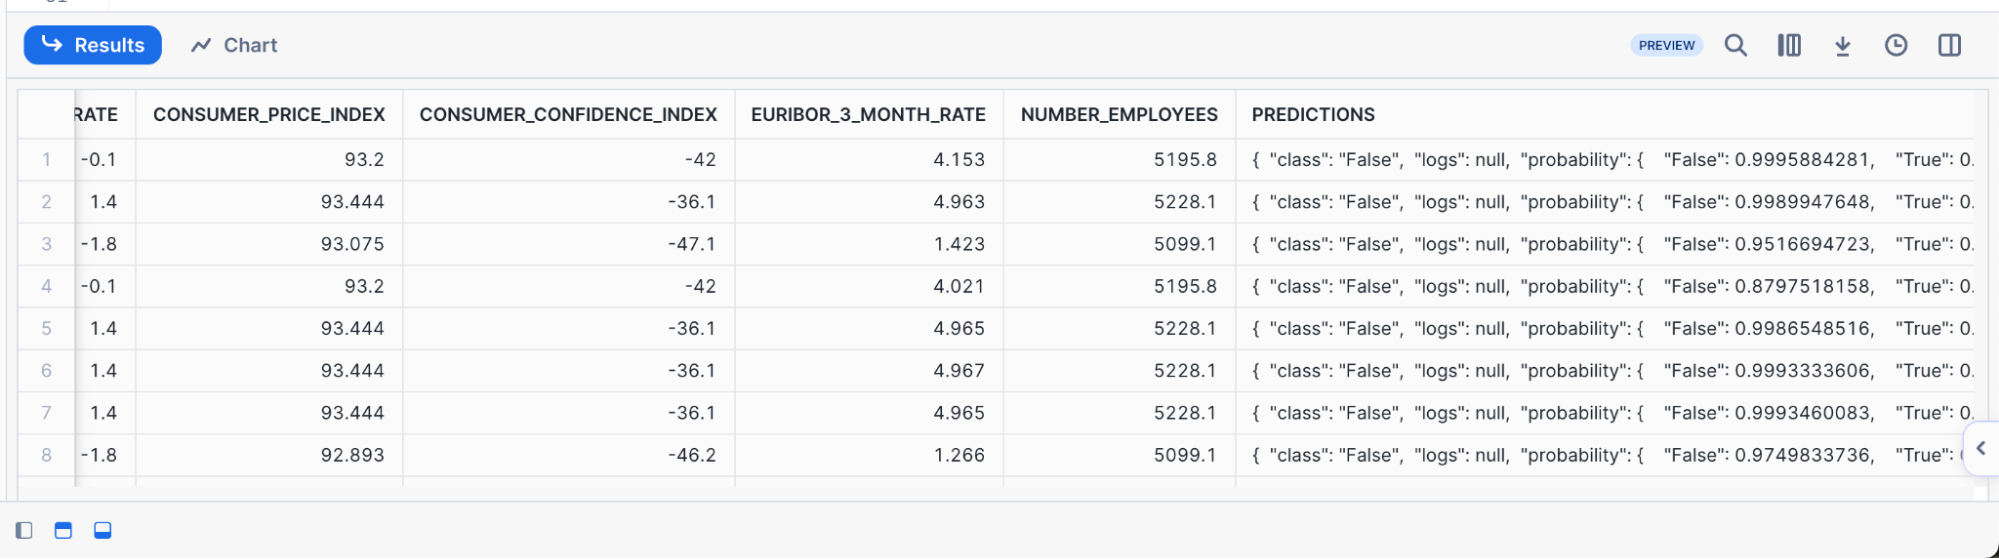 Results Chart PREVIEW
RATE CONSUMER_PRICE_INDEX CONSUMER_CONFIDENCE_INDEX EURIBOR_3_MONTH_RATE NUMBER_EMPLOYEES PREDICTIONS
1 -0.1 93.2 -42 4.153 5195.8 { "class": "False", "logs": null, "probability": { "False": 0.9995884281, "True": 0.
2 1.4 93.444 -36.1 4.963 5228.1 { "class": "False", "logs": null, "probability": { "False": 0.9989947648, "True": 0.
3 -1.8 93.075 -47.1 1.423 5099.1 { "class": "False", "logs": null, "probability": { "False": 0.9516694723, "True": 0.
4 -0.1 93.2 -42 4.021 5195.8 { "class": "False", "logs": null, "probability": { "False": 0.8797518158, "True": 0.
5 1.4 93.444 -36.1 4.965 5228.1 { "class": "False", "logs": null, "probability": { "False": 0.9986548516, "True": 0.
6 1.4 93.444 -36.1 4.967 5228.1 { "class": "False", "logs": null, "probability": { "False": 0.9993333606, "True": 0.
7 1.4 93.444 -36.1 4.965 5228.1 { "class": "False", "logs": null, "probability": { "False": 0.9993460083, "True": 0.
8 -1.8 92.893 -46.2 1.266 5099.1 { "class": "False", "logs": null, "probability": { "False": 0.9749833736, "True":